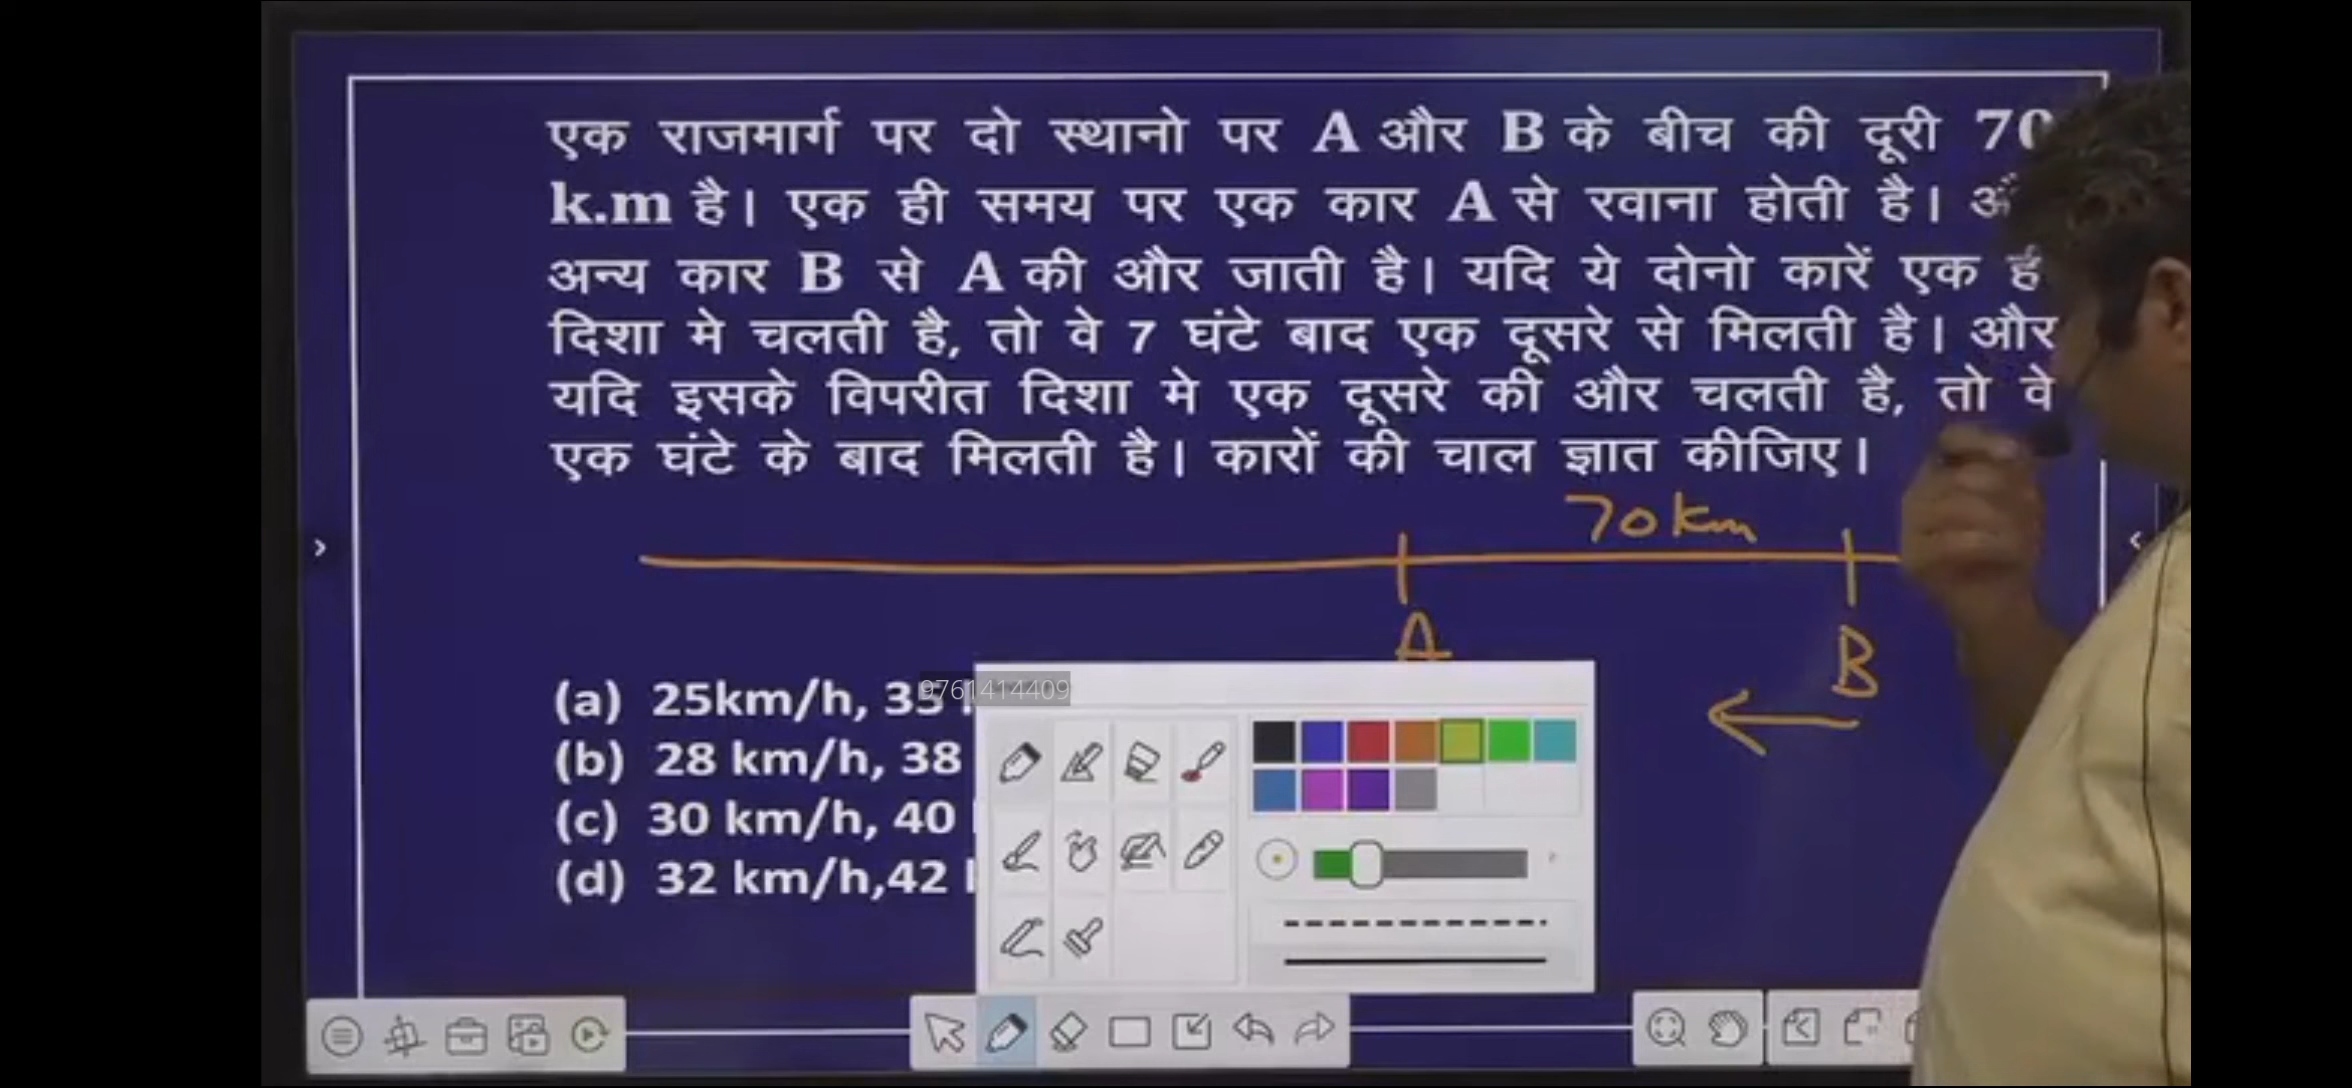 एक राजमार्ग पर दो स्थानो पर A और B के बीच की दूरी 70
k.m है। एक ही समय पर एक कार A से रवाना होती है।
अन्य कार B से A की और जाती है। यदि ये दोनो कारें एक
दिशा मे चलती है, तो वे 7 घंटे बाद एक दूसरे से मिलती है। और
यदि इसके विपरीत दिशा मे एक दूसरे की और चलती है, तो वे
एक घंटे के बाद मिलती है। कारों की चाल ज्ञात कीजिए।
70km
A
B
(a) 25km/h, 35
9761414409
(b) 28 km/h, 38
(c) 30 km/h, 40
(d) 32 km/h,42